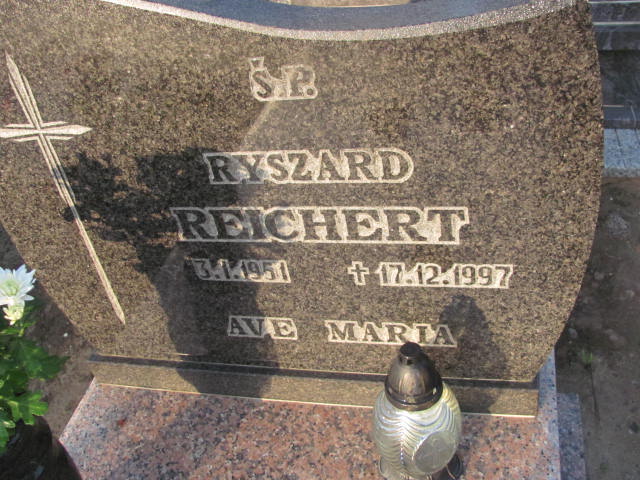 Ś.P.
RYSZARD
REICHERT
3.1.1951 ✝17.12.1997
AVE MARIA